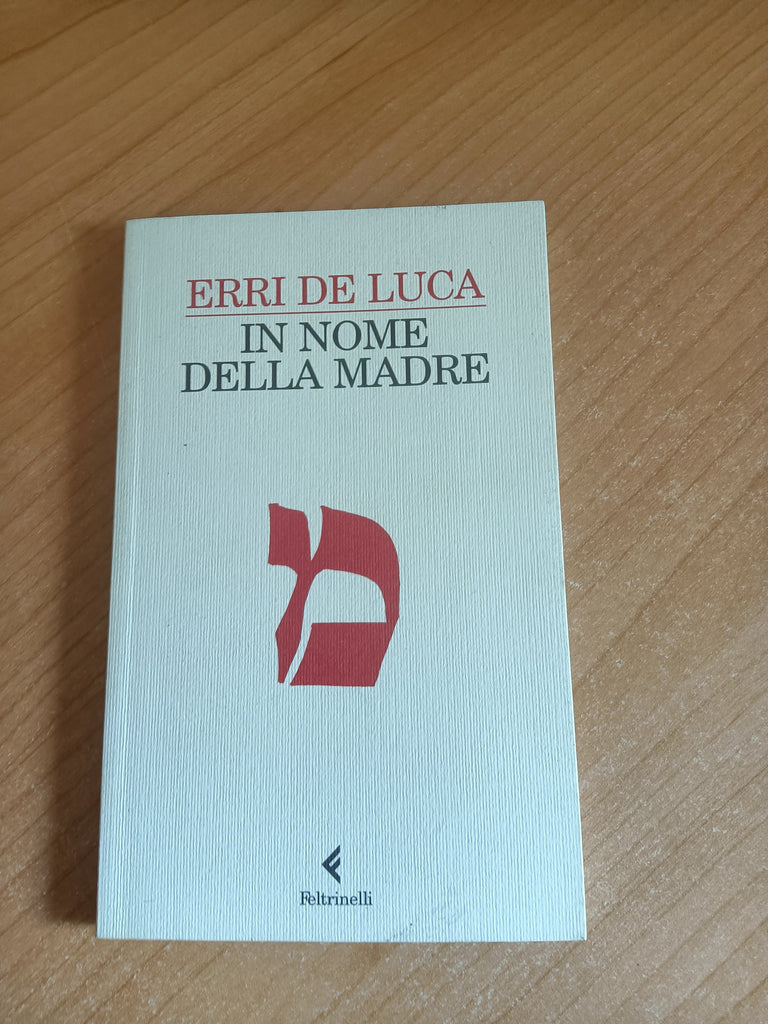 ERRI DE LUCA
IN NOME
DELLA MADRE
מ
Feltrinelli